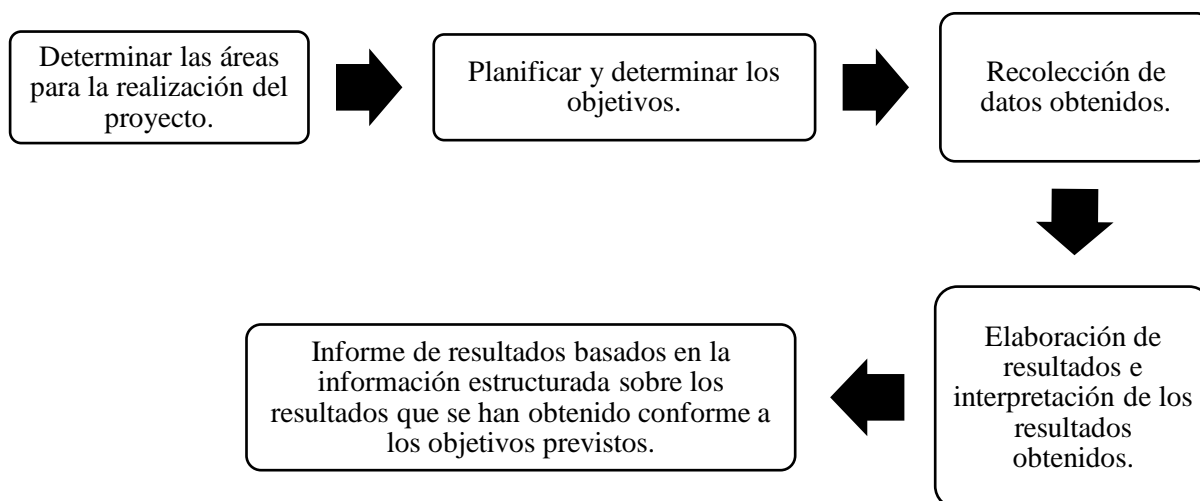 Determinar las áreas
para la realización del
proyecto.
Planificar y determinar los
objetivos.
Recolección de
datos obtenidos.
Elaboración de
resultados e
interpretación de los
resultados
obtenidos.
Informe de resultados basados en la
información estructurada sobre los
resultados que se han obtenido conforme a
los objetivos previstos.